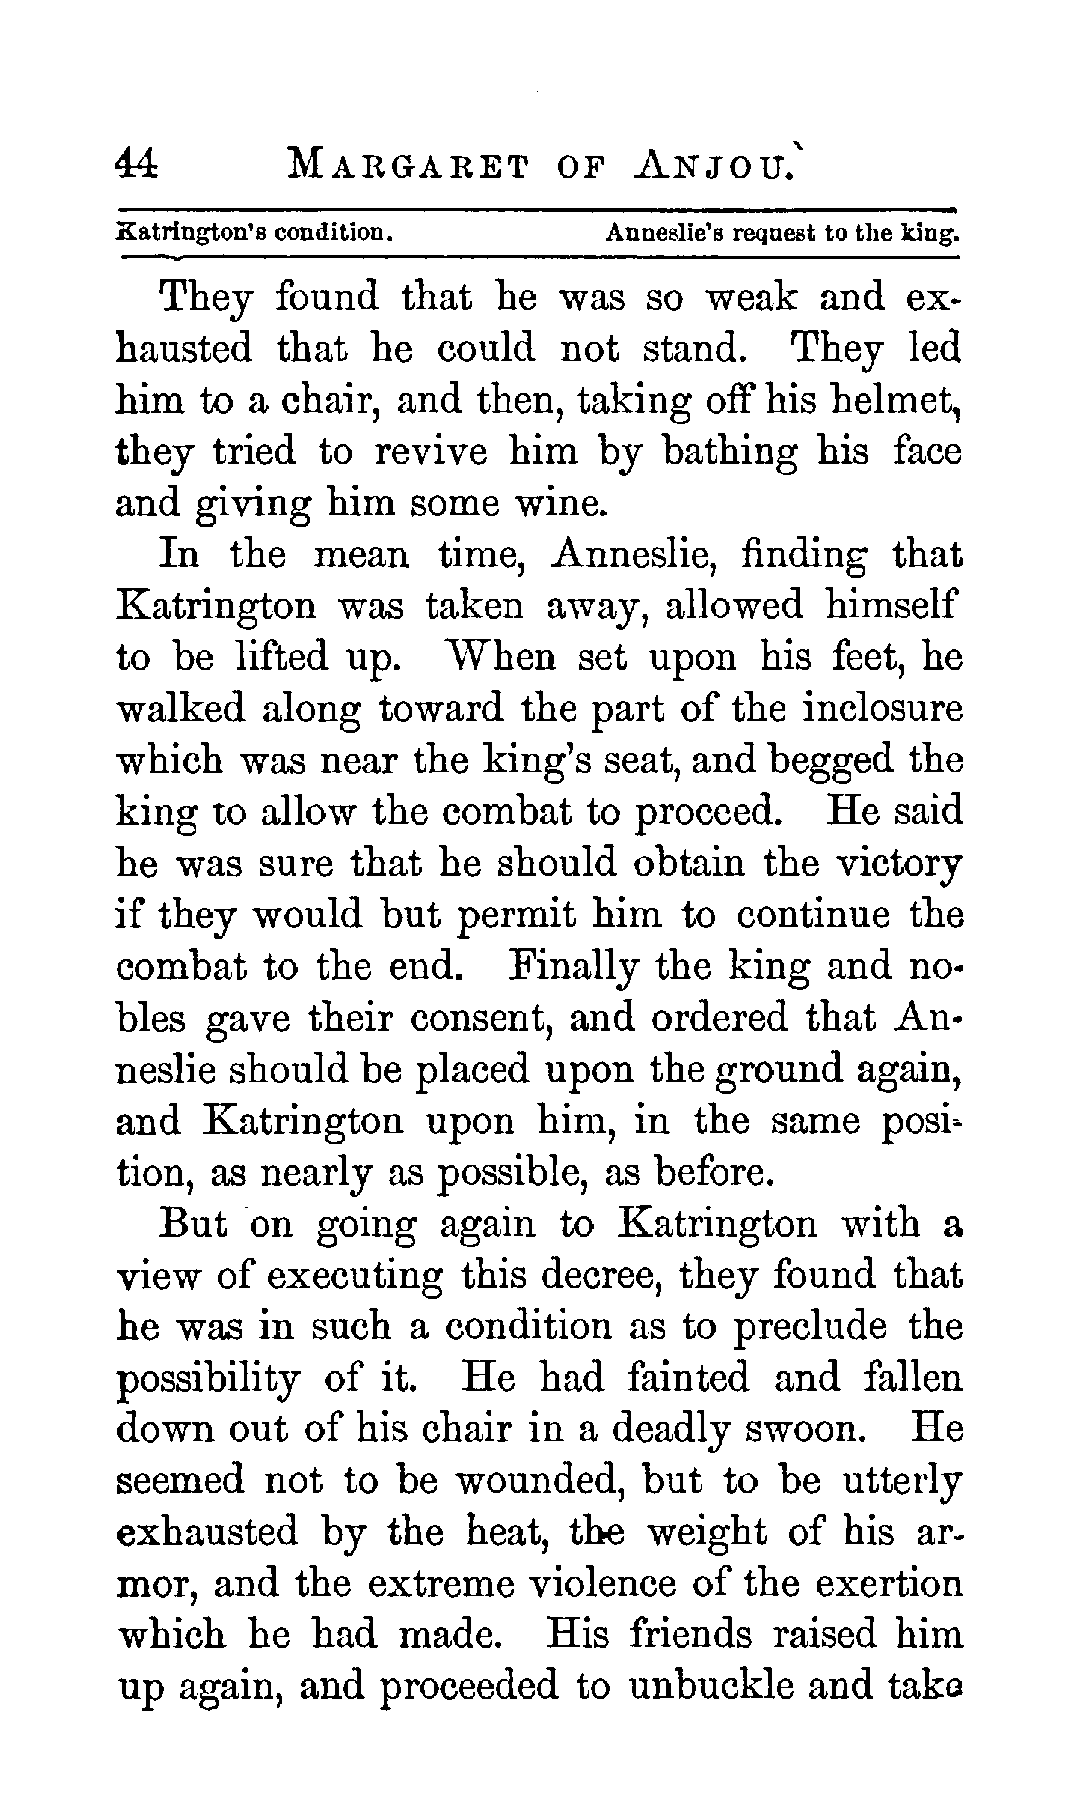 44 MARGARET OF ANJOU.
Katrington's condition. Anneslie's request to the king.
They found that he was so weak and ex-
hausted that he could not stand. They led
him to a chair, and then, taking off his helmet,
they tried to revive him by bathing his face
and giving him some wine.
In the mean time, Anneslie, finding that
Katrington was taken away, allowed himself
to be lifted up. When set upon his feet, he
walked along toward the part of the inclosure
which was near the king's seat, and begged the
king to allow the combat to proceed. He said
he was sure that he should obtain the victory
if they would but permit him to continue the
combat to the end. Finally the king and no-
bles gave their consent, and ordered that An-
neslie should be placed upon the ground again,
and Katrington upon him, in the same posi-
tion, as nearly as possible, as before.
But on going again to Katrington with a
view of executing this decree, they found that
he was in such a condition as to preclude the
possibility of it. He had fainted and fallen
down out of his chair in a deadly swoon. He
seemed not to be wounded, but to be utterly
exhausted by the heat, the weight of his ar-
mor, and the extreme violence of the exertion
which he had made. His friends raised him
up again, and proceeded to unbuckle and take